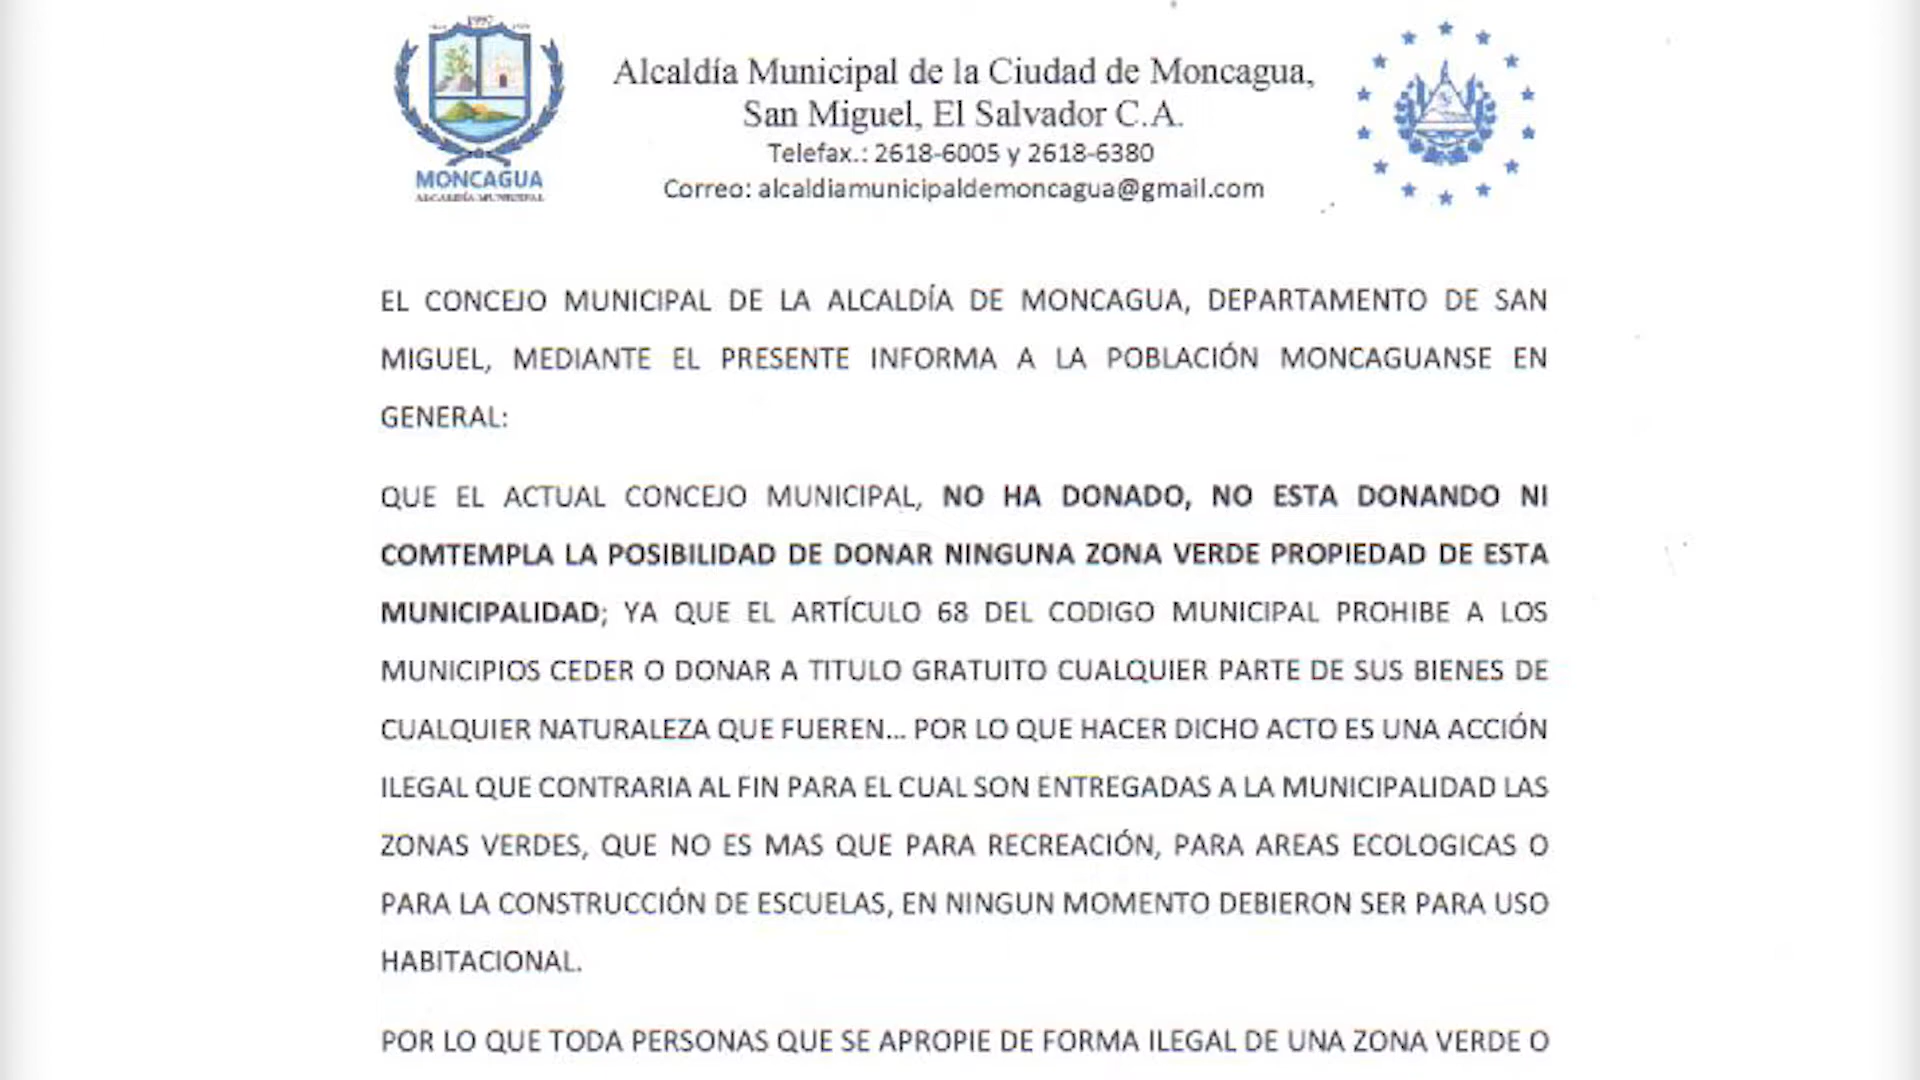 1997
Alcaldía Municipal de la Ciudad de Moncagua,
San Miguel, El Salvador C.A.
Telefax.: 2618-6005 y 2618-6380
Correo: alcaldiamunicipaldemoncagua@gmail.com
MONCAGUA
ALCALDÍA MUNICIPAL
EL CONCEJO MUNICIPAL DE LA ALCALDÍA DE MONCAGUA, DEPARTAMENTO DE SAN
MIGUEL, MEDIANTE EL PRESENTE INFORMA A LA POBLACIÓN MONCAGUANSE EN
GENERAL:
QUE EL ACTUAL CONCEJO MUNICIPAL, NO HA DONADO, NO ESTA DONANDO NI
COMTEMPLA LA POSIBILIDAD DE DONAR NINGUNA ZONA VERDE PROPIEDAD DE ESTA
MUNICIPALIDAD; YA QUE EL ARTÍCULO 68 DEL CODIGO MUNICIPAL PROHIBE A LOS
MUNICIPIOS CEDER O DONAR A TITULO GRATUITO CUALQUIER PARTE DE SUS BIENES DE
CUALQUIER NATURALEZA QUE FUEREN... POR LO QUE HACER DICHO ACTO ES UNA ACCIÓN
ILEGAL QUE CONTRARIA AL FIN PARA EL CUAL SON ENTREGADAS A LA MUNICIPALIDAD LAS
ZONAS VERDES, QUE NO ES MAS QUE PARA RECREACIÓN, PARA AREAS ECOLOGICAS O
PARA LA CONSTRUCCIÓN DE ESCUELAS, EN NINGUN MOMENTO DEBIERON SER PARA USO
HABITACIONAL.
POR LO QUE TODA PERSONAS QUE SE APROPIE DE FORMA ILEGAL DE UNA ZONA VERDE O